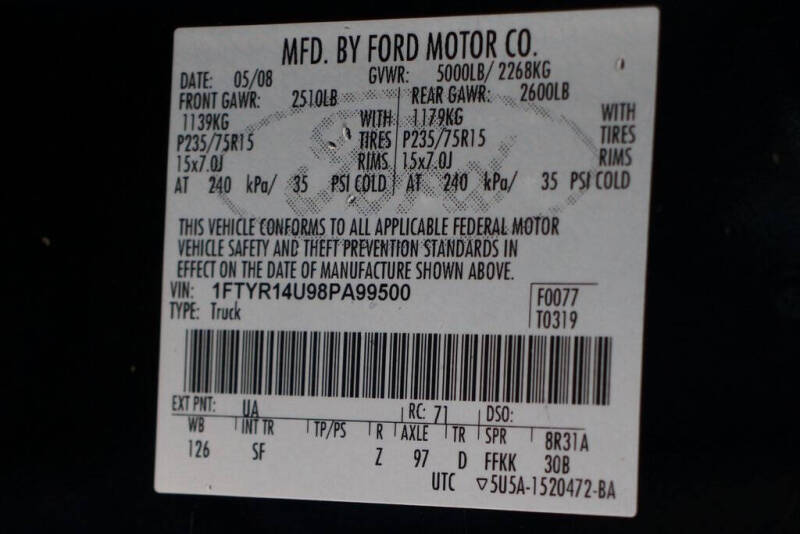 MFD. BY FORD MOTOR CO.
DATE: 05/08 GVWR: 5000LB/ 2268KG
FRONT GAWR: 2510LB REAR GAWR: 2600LB
1139KG WITH 1179KG WITH
P235/75R15 TIRES P235/75R15 TIRES
15x7.0J RIMS 15x7.0J RIMS
AT 240 kPa/ 35 PSI COLD AT 240 kPa/ 35 PSI COLD
THIS VEHICLE CONFORMS TO ALL APPLICABLE FEDERAL MOTOR
VEHICLE SAFETY AND THEFT PREVENTION STANDARDS IN
EFFECT ON THE DATE OF MANUFACTURE SHOWN ABOVE.
VIN: 1FTYR14U98PA99500 F0077
TYPE: Truck T0319
EXT PNT: UA RC: 71 DSO:
WB INT TR TP/PS R AXLE TR SPR 8R31A
126 SF Z 97 D FFKK 30B
UTC ▽5U5A-1520472-BA